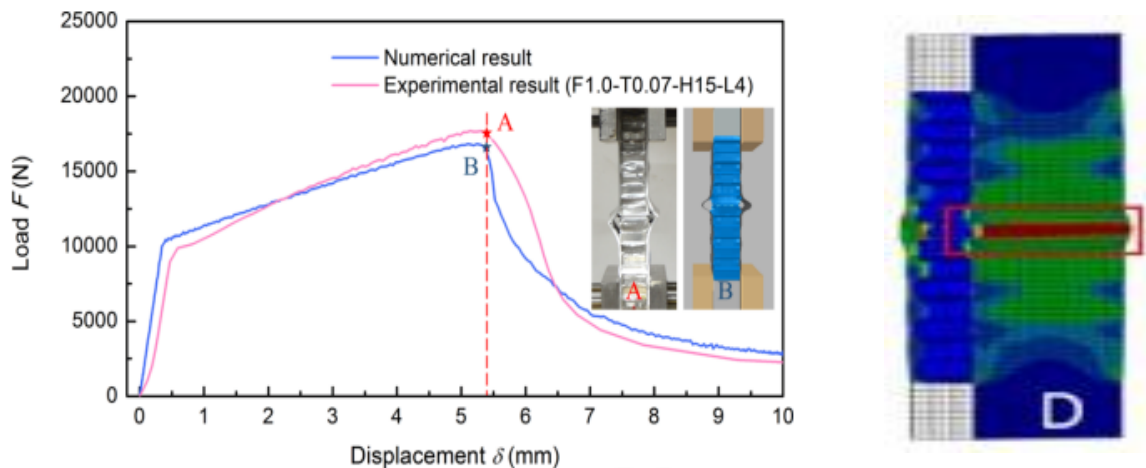 25000
20000
15000
10000
5000
0
Load F (N)
Numerical result
Experimental result (F1.0-T0.07-H15-L4)
A
B
A
B
0 1 2 3 4 5 6 7 8 9 10
Displacement δ (mm)
D